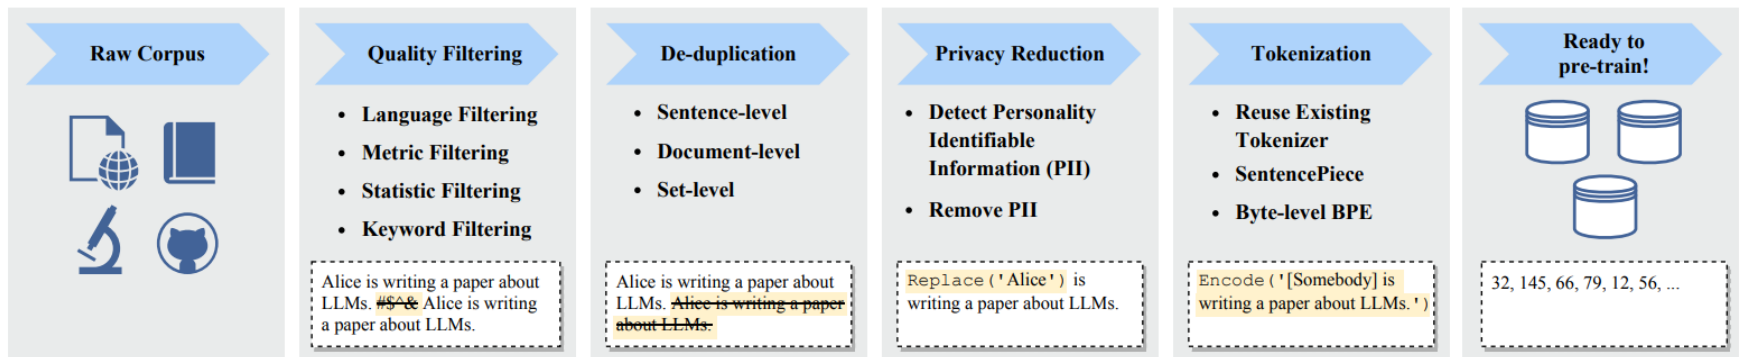 Raw Corpus
Quality Filtering
• Language Filtering
• Metric Filtering
• Statistic Filtering
• Keyword Filtering
Alice is writing a paper about
LLMs. #$^& Alice is writing
a paper about LLMs.
De-duplication
• Sentence-level
• Document-level
• Set-level
Alice is writing a paper about
LLMs. Alice is writing a paper
about LLMs.
Privacy Reduction
• Detect Personality
Identifiable
Information (PII)
• Remove PII
Replace('Alice') is
writing a paper about LLMs.
Tokenization
• Reuse Existing
Tokenizer
• SentencePiece
• Byte-level BPE
Encode('[Somebody] is
writing a paper about LLMs.')
Ready to
pre-train!
32, 145, 66, 79, 12, 56, ...